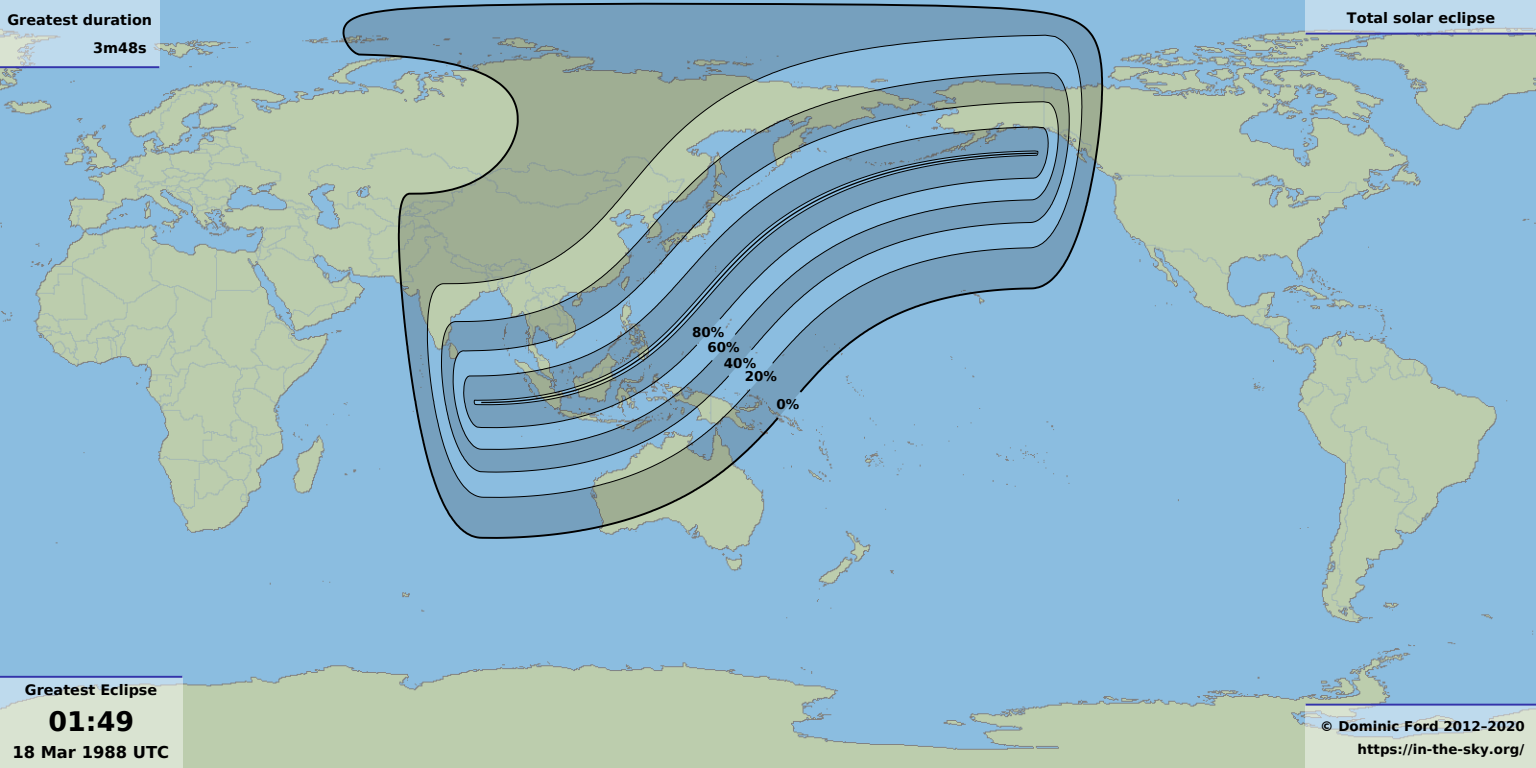 Greatest duration
3m48s
Total solar eclipse
80%
60%
40%
20%
0%
Greatest Eclipse
01:49
18 Mar 1988 UTC
© Dominic Ford 2012–2020
https://in-the-sky.org/